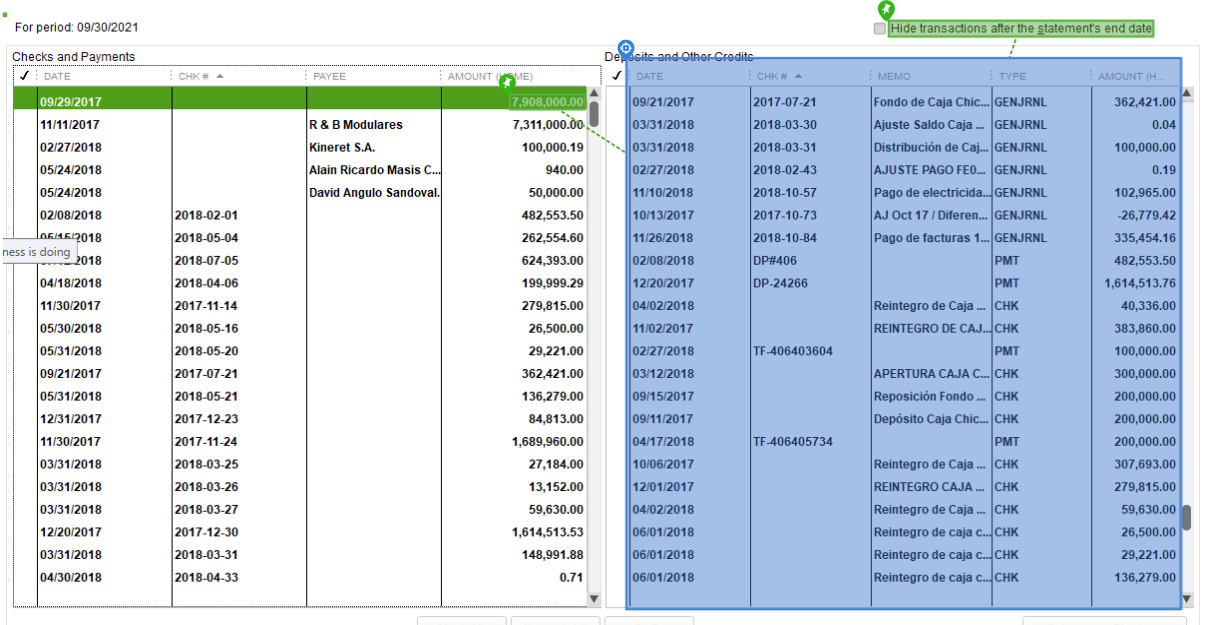 For period: 09/30/2021
Hide transactions after the statement's end date
Checks and Payments
DATE CHK # PAYEE AMOUNT (HOME)
09/29/2017 7,908,000.00
11/11/2017 R & B Modulares 7,311,000.00
02/27/2018 Kineret S.A. 100,000.19
05/24/2018 Alain Ricardo Masis C... 940.00
05/24/2018 David Angulo Sandoval. 50,000.00
02/08/2018 2018-02-01 482,553.50
05/15/2018 2018-05-04 262,554.60
ness is doing
2018 2018-07-05 624,393.00
04/18/2018 2018-04-06 199,999.29
11/30/2017 2017-11-14 279,815.00
05/30/2018 2018-05-16 26,500.00
05/31/2018 2018-05-20 29,221.00
09/21/2017 2017-07-21 362,421.00
05/31/2018 2018-05-21 136,279.00
12/31/2017 2017-12-23 84,813.00
11/30/2017 2017-11-24 1,689,960.00
03/31/2018 2018-03-25 27,184.00
03/31/2018 2018-03-26 13,152.00
03/31/2018 2018-03-27 59,630.00
12/20/2017 2017-12-30 1,614,513.53
03/31/2018 2018-03-31 148,991.88
04/30/2018 2018-04-33 0.71
Deposits and Other Credits
DATE CHK # MEMO TYPE AMOUNT (H...
09/21/2017 2017-07-21 Fondo de Caja Chic... GENJRNL 362,421.00
03/31/2018 2018-03-30 Ajuste Saldo Caja ... GENJRNL 0.04
03/31/2018 2018-03-31 Distribución de Caj... GENJRNL 100,000.00
02/27/2018 2018-02-43 AJUSTE PAGO FE0... GENJRNL 0.19
11/10/2018 2018-10-57 Pago de electricida... GENJRNL 102,965.00
10/13/2017 2017-10-73 AJ Oct 17 / Diferen... GENJRNL -26,779.42
11/26/2018 2018-10-84 Pago de facturas 1... GENJRNL 335,454.16
02/08/2018 DP#406 PMT 482,553.50
12/20/2017 DP-24266 PMT 1,614,513.76
04/02/2018 Reintegro de Caja ... CHK 40,336.00
11/02/2017 REINTEGRO DE CAJ... CHK 383,860.00
02/27/2018 TF-406403604 PMT 100,000.00
03/12/2018 APERTURA CAJA C... CHK 300,000.00
09/15/2017 Reposición Fondo ... CHK 200,000.00
09/11/2017 Depósito Caja Chic... CHK 200,000.00
04/17/2018 TF-406405734 PMT 200,000.00
10/06/2017 Reintegro de Caja ... CHK 307,693.00
12/01/2017 REINTEGRO CAJA ... CHK 279,815.00
04/02/2018 Reintegro de Caja ... CHK 59,630.00
06/01/2018 Reintegro de caja c... CHK 26,500.00
06/01/2018 Reintegro de caja c... CHK 29,221.00
06/01/2018 Reintegro de caja c... CHK 136,279.00